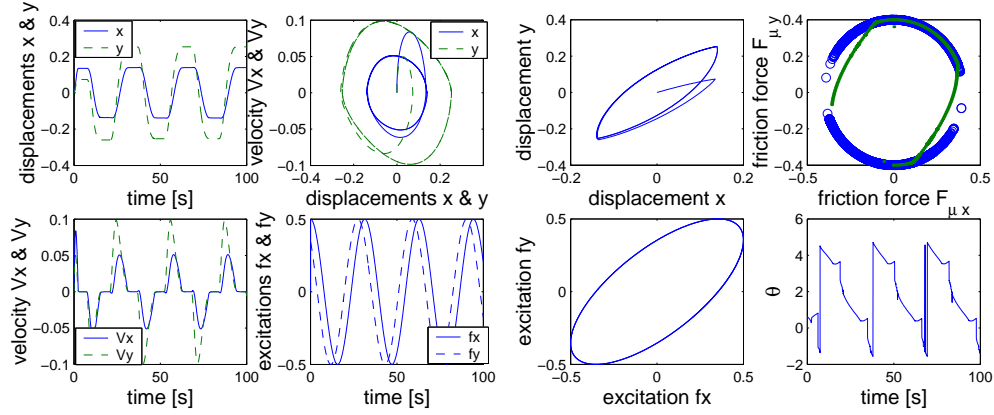 displacements x & y
0.4
0.2
0
−0.2
−0.4
0
50
100
time [s]
x
y
velocity Vx & Vy
0.1
0.05
0
−0.05
−0.1
0
0.4
displacements x & y
x
y
displacement y
0.4
0.2
0
−0.2
−0.4
−0.2
0
0.2
displacement x
friction force F μ y
0.4
0.2
0
−0.2
−0.4
−0.5
0
0.5
friction force F μ x
velocity Vx & Vy
0.1
0.05
0
−0.05
−0.1
0
50
100
time [s]
Vx
Vy
excitations fx & fy
0.5
0
−0.5
0
50
100
time [s]
fx
fy
excitation fy
0.5
0
−0.5
−0.5
0
0.5
excitation fx
θ
6
4
2
0
−2
0
50
100
time [s]